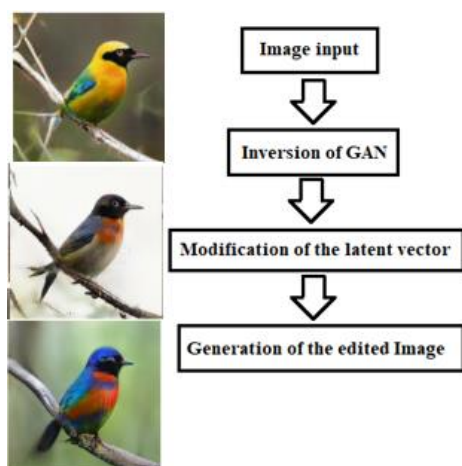 Image input
Inversion of GAN
Modification of the latent vector
Generation of the edited Image